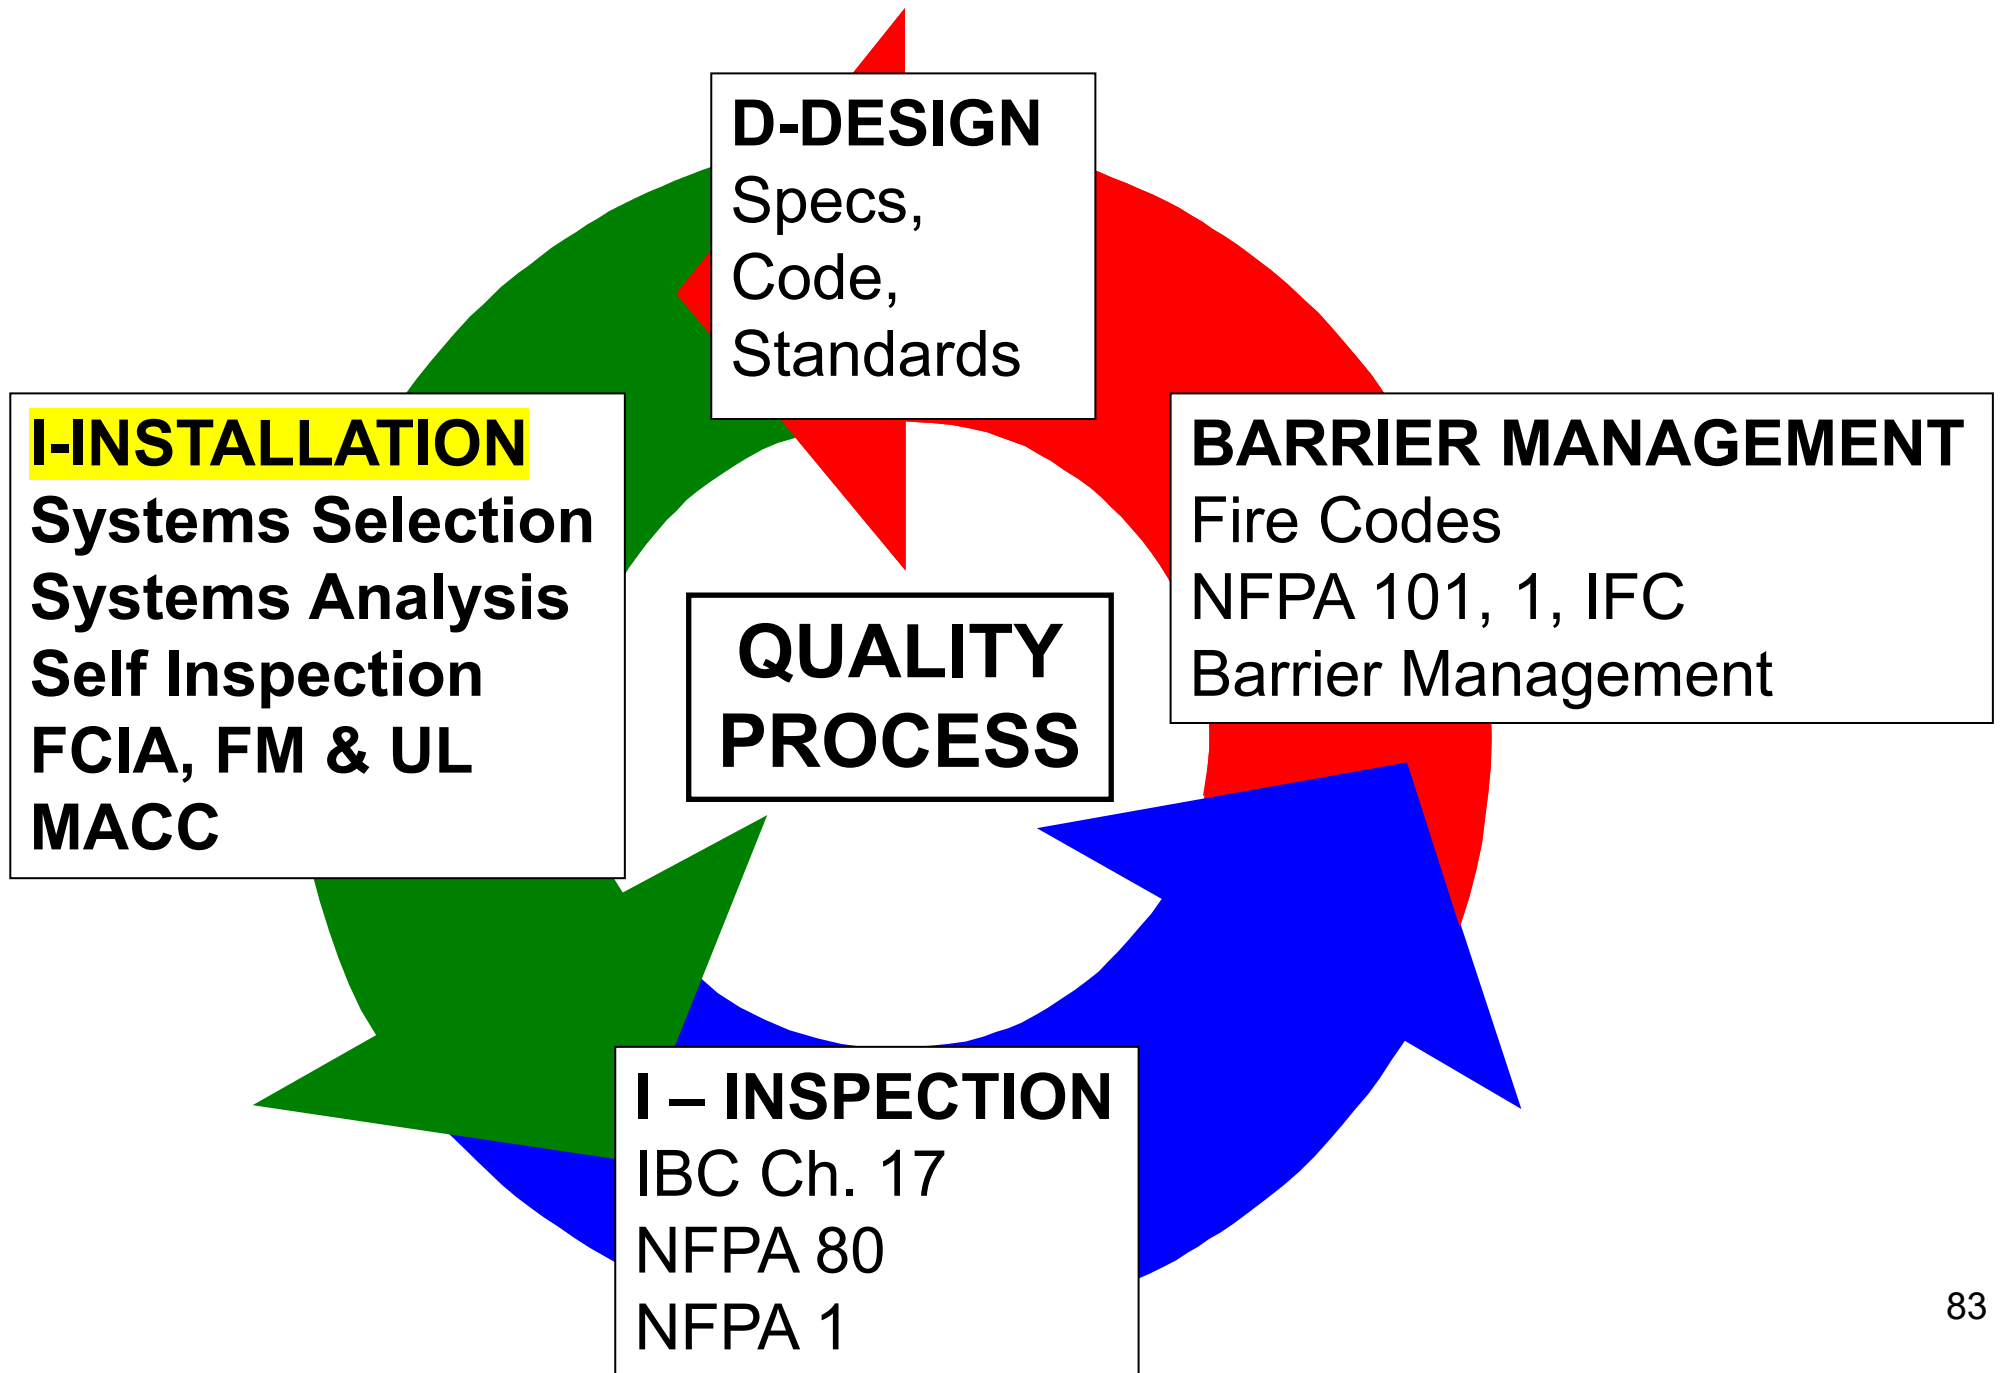 D-DESIGN
Specs,
Code,
Standards
I-INSTALLATION
Systems Selection
Systems Analysis
Self Inspection
FCIA, FM & UL
MACC
BARRIER MANAGEMENT
Fire Codes
NFPA 101, 1, IFC
Barrier Management
QUALITY
PROCESS
I – INSPECTION
IBC Ch. 17
NFPA 80
NFPA 1
83